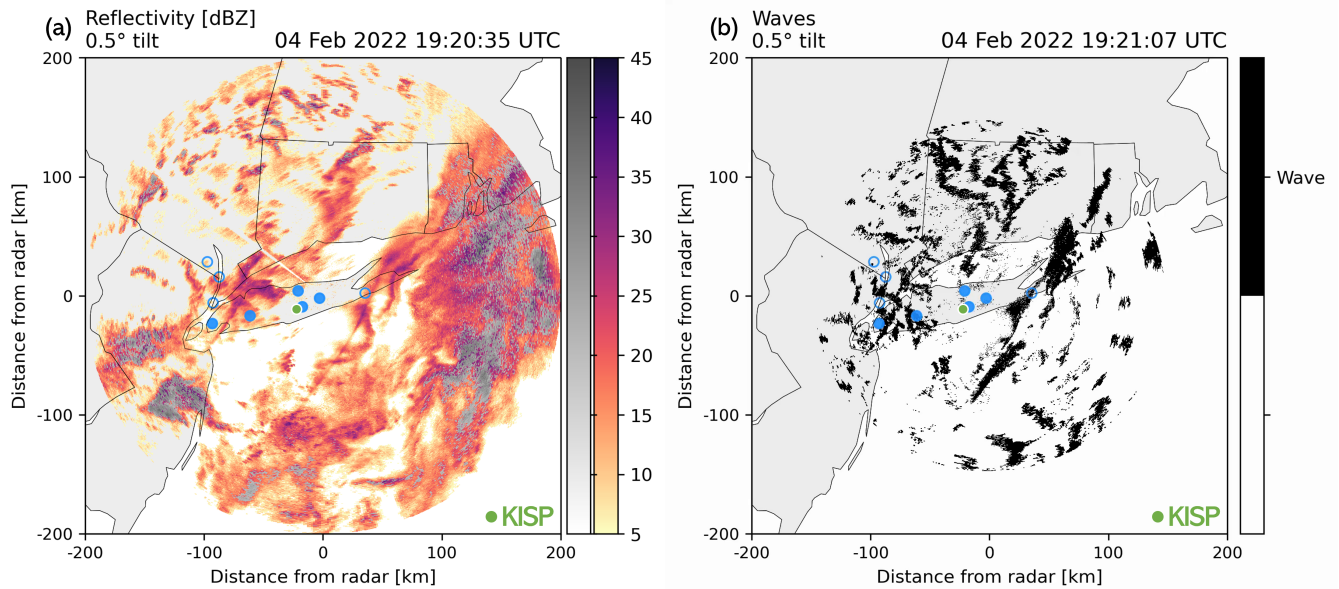 (a)
Reflectivity [dBZ]
0.5° tilt
04 Feb 2022 19:20:35 UTC
200
100
0
-100
-200
Distance from radar [km]
-200
-100
0
100
200
Distance from radar [km]
KISP
45
40
35
30
25
20
15
10
5
(b)
Waves
0.5° tilt
04 Feb 2022 19:21:07 UTC
200
100
0
-100
-200
Distance from radar [km]
-200
-100
0
100
200
Distance from radar [km]
KISP
Wave